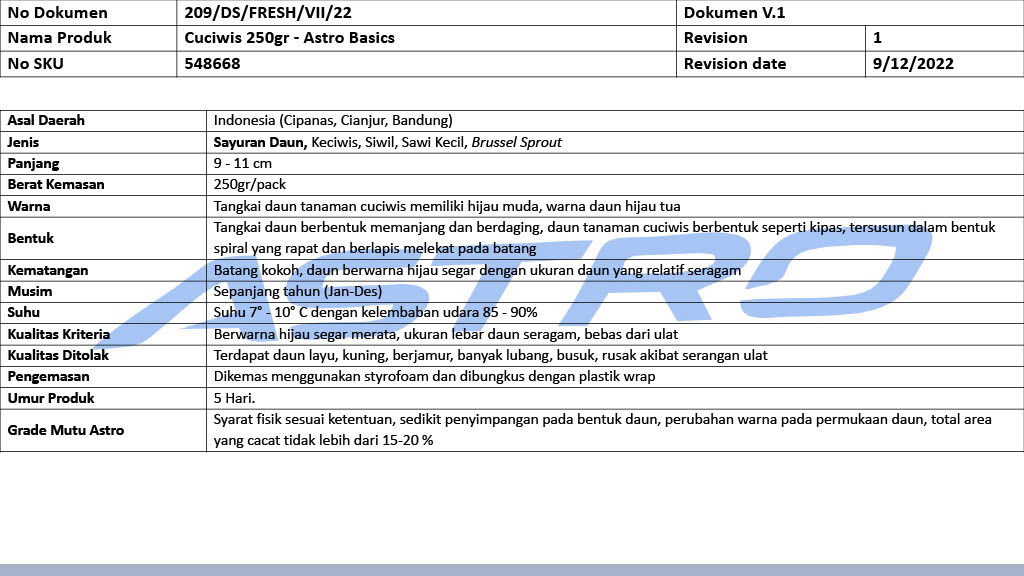 No Dokumen 209/DS/FRESH/VII/22 Dokumen V.1
Nama Produk Cuciwis 250gr - Astro Basics Revision 1
No SKU 548668 Revision date 9/12/2022
Asal Daerah Indonesia (Cipanas, Cianjur, Bandung)
Jenis Sayuran Daun, Keciwis, Siwil, Sawi Kecil, Brussel Sprout
Panjang 9 - 11 cm
Berat Kemasan 250gr/pack
Warna Tangkai daun tanaman cuciwis memiliki hijau muda, warna daun hijau tua
Bentuk Tangkai daun berbentuk memanjang dan berdaging, daun tanaman cuciwis berbentuk seperti kipas, tersusun dalam bentuk
spiral yang rapat dan berlapis melekat pada batang
Kematangan Batang kokoh, daun berwarna hijau segar dengan ukuran daun yang relatif seragam
Musim Sepanjang tahun (Jan-Des)
Suhu Suhu 7° - 10° C dengan kelembaban udara 85 - 90%
Kualitas Kriteria Berwarna hijau segar merata, ukuran lebar daun seragam, bebas dari ulat
Kualitas Ditolak Terdapat daun layu, kuning, berjamur, banyak lubang, busuk, rusak akibat serangan ulat
Pengemasan Dikemas menggunakan styrofoam dan dibungkus dengan plastik wrap
Umur Produk 5 Hari.
Grade Mutu Astro Syarat fisik sesuai ketentuan, sedikit penyimpangan pada bentuk daun, perubahan warna pada permukaan daun, total area
yang cacat tidak lebih dari 15-20 %
ASTRO